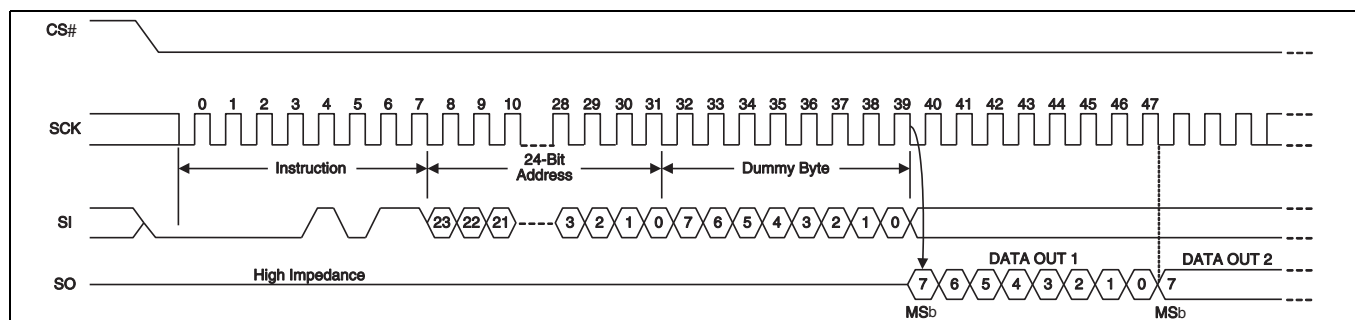 CS#
0 1 2 3 4 5 6 7 8 9 10 28 29 30 31 32 33 34 35 36 37 38 39 40 41 42 43 44 45 46 47
SCK
Instruction
24-Bit
Address
Dummy Byte
SI
23 22 21 3 2 1 0 7 6 5 4 3 2 1 0
DATA OUT 1
DATA OUT 2
High Impedance
SO
7 6 5 4 3 2 1 0 7
MSb
MSb